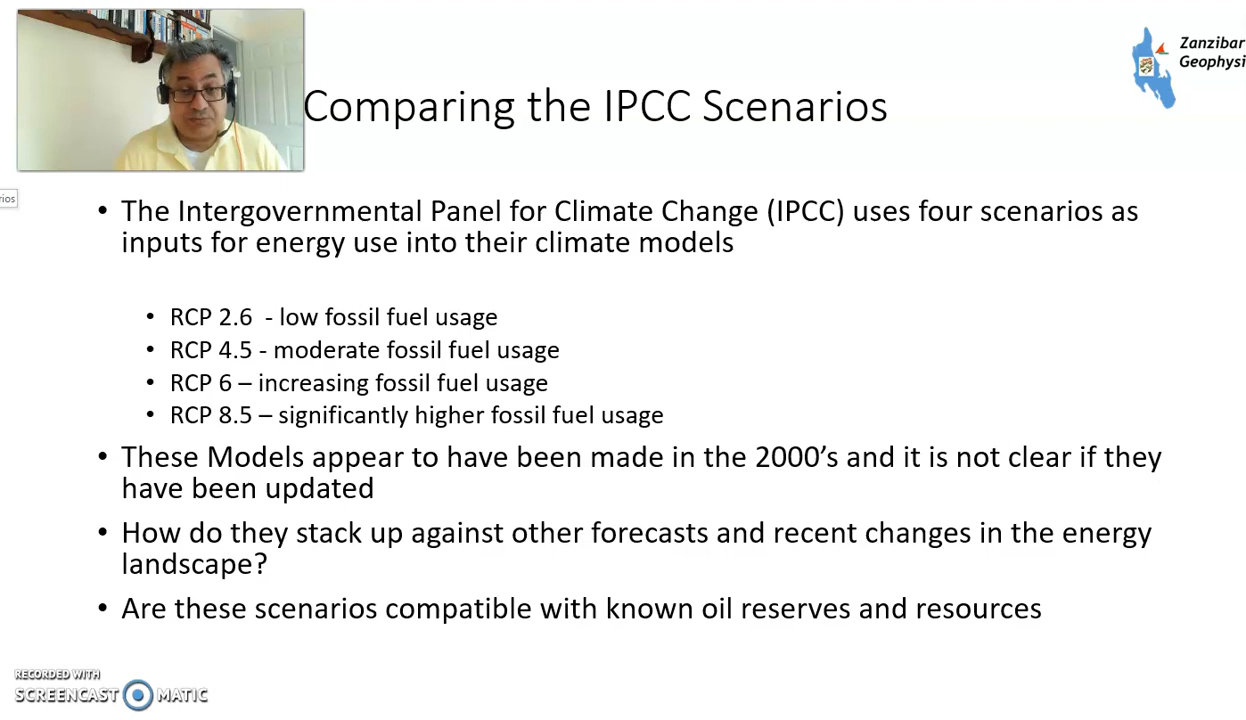 Zanzibar
Geophysi
Comparing the IPCC Scenarios
rios
• The Intergovernmental Panel for Climate Change (IPCC) uses four scenarios as
inputs for energy use into their climate models
• RCP 2.6 - low fossil fuel usage
• RCP 4.5 - moderate fossil fuel usage
• RCP 6 – increasing fossil fuel usage
• RCP 8.5 – significantly higher fossil fuel usage
• These Models appear to have been made in the 2000's and it is not clear if they
have been updated
• How do they stack up against other forecasts and recent changes in the energy
landscape?
• Are these scenarios compatible with known oil reserves and resources
RECORDED WITH
SCREENCAST MATIC